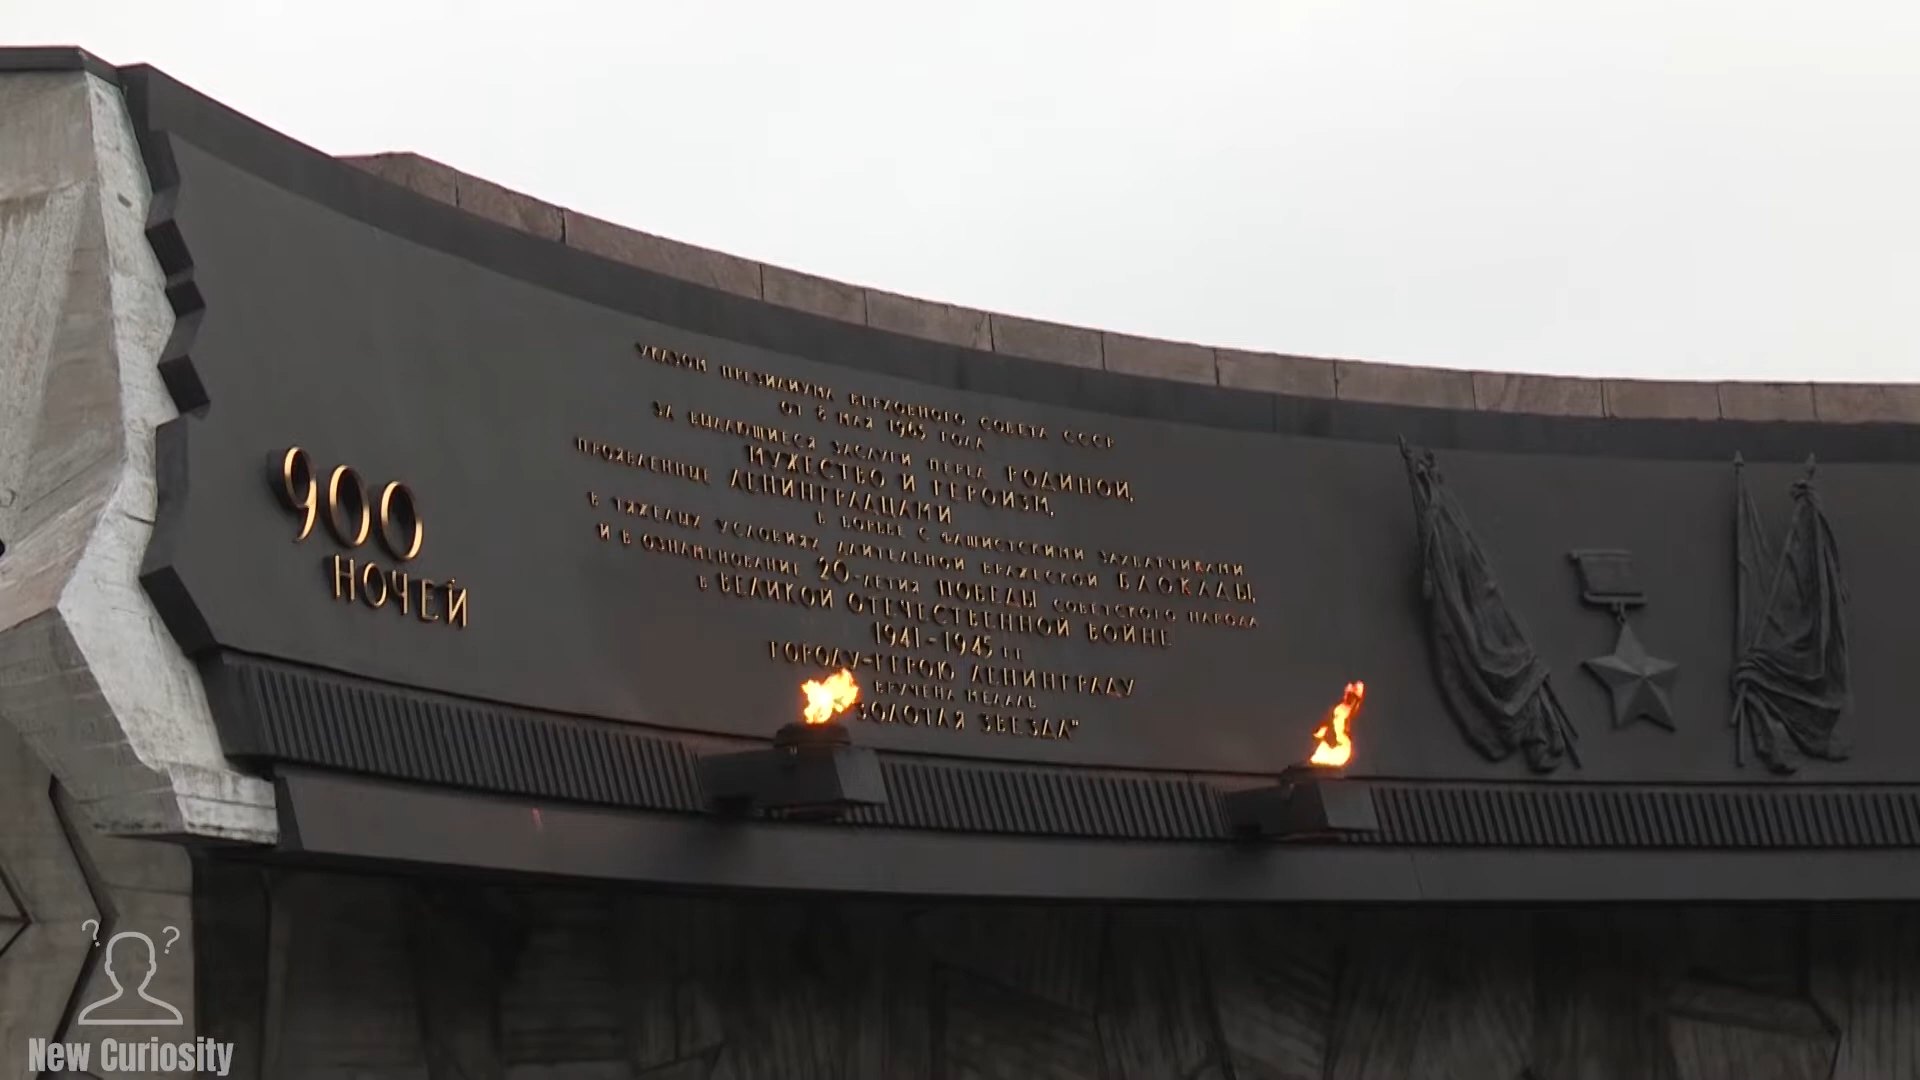 900
НОЧЕЙ
УКАЗОМ ПРЕЗИДИУМА ВЕРХОВНОГО СОВЕТА СССР
ОТ 8 МАЯ 1965 ГОДА
ЗА ВЫДАЮЩИЕСЯ ЗАСЛУГИ ПЕРЕД РОДИНОЙ,
МУЖЕСТВО И ГЕРОИЗМ,
ПРОЯВЛЕННЫЕ ЛЕНИНГРАДЦАМИ
В БОРЬБЕ С ФАШИСТСКИМИ ЗАХВАТЧИКАМИ
В ТЯЖЕЛЫХ УСЛОВИЯХ ДЛИТЕЛЬНОЙ ВРАЖЕСКОЙ БЛОКАДЫ,
И В ОЗНАМЕНОВАНИЕ 20-ЛЕТИЯ ПОБЕДЫ СОВЕТСКОГО НАРОДА
В ВЕЛИКОЙ ОТЕЧЕСТВЕННОЙ ВОЙНЕ
1941-1945 ГГ
ГОРОДУ-ГЕРОЮ ЛЕНИНГРАДУ
ВРУЧЕНА МЕДАЛЬ
ЗОЛОТАЯ ЗВЕЗДА"
New Curiosity